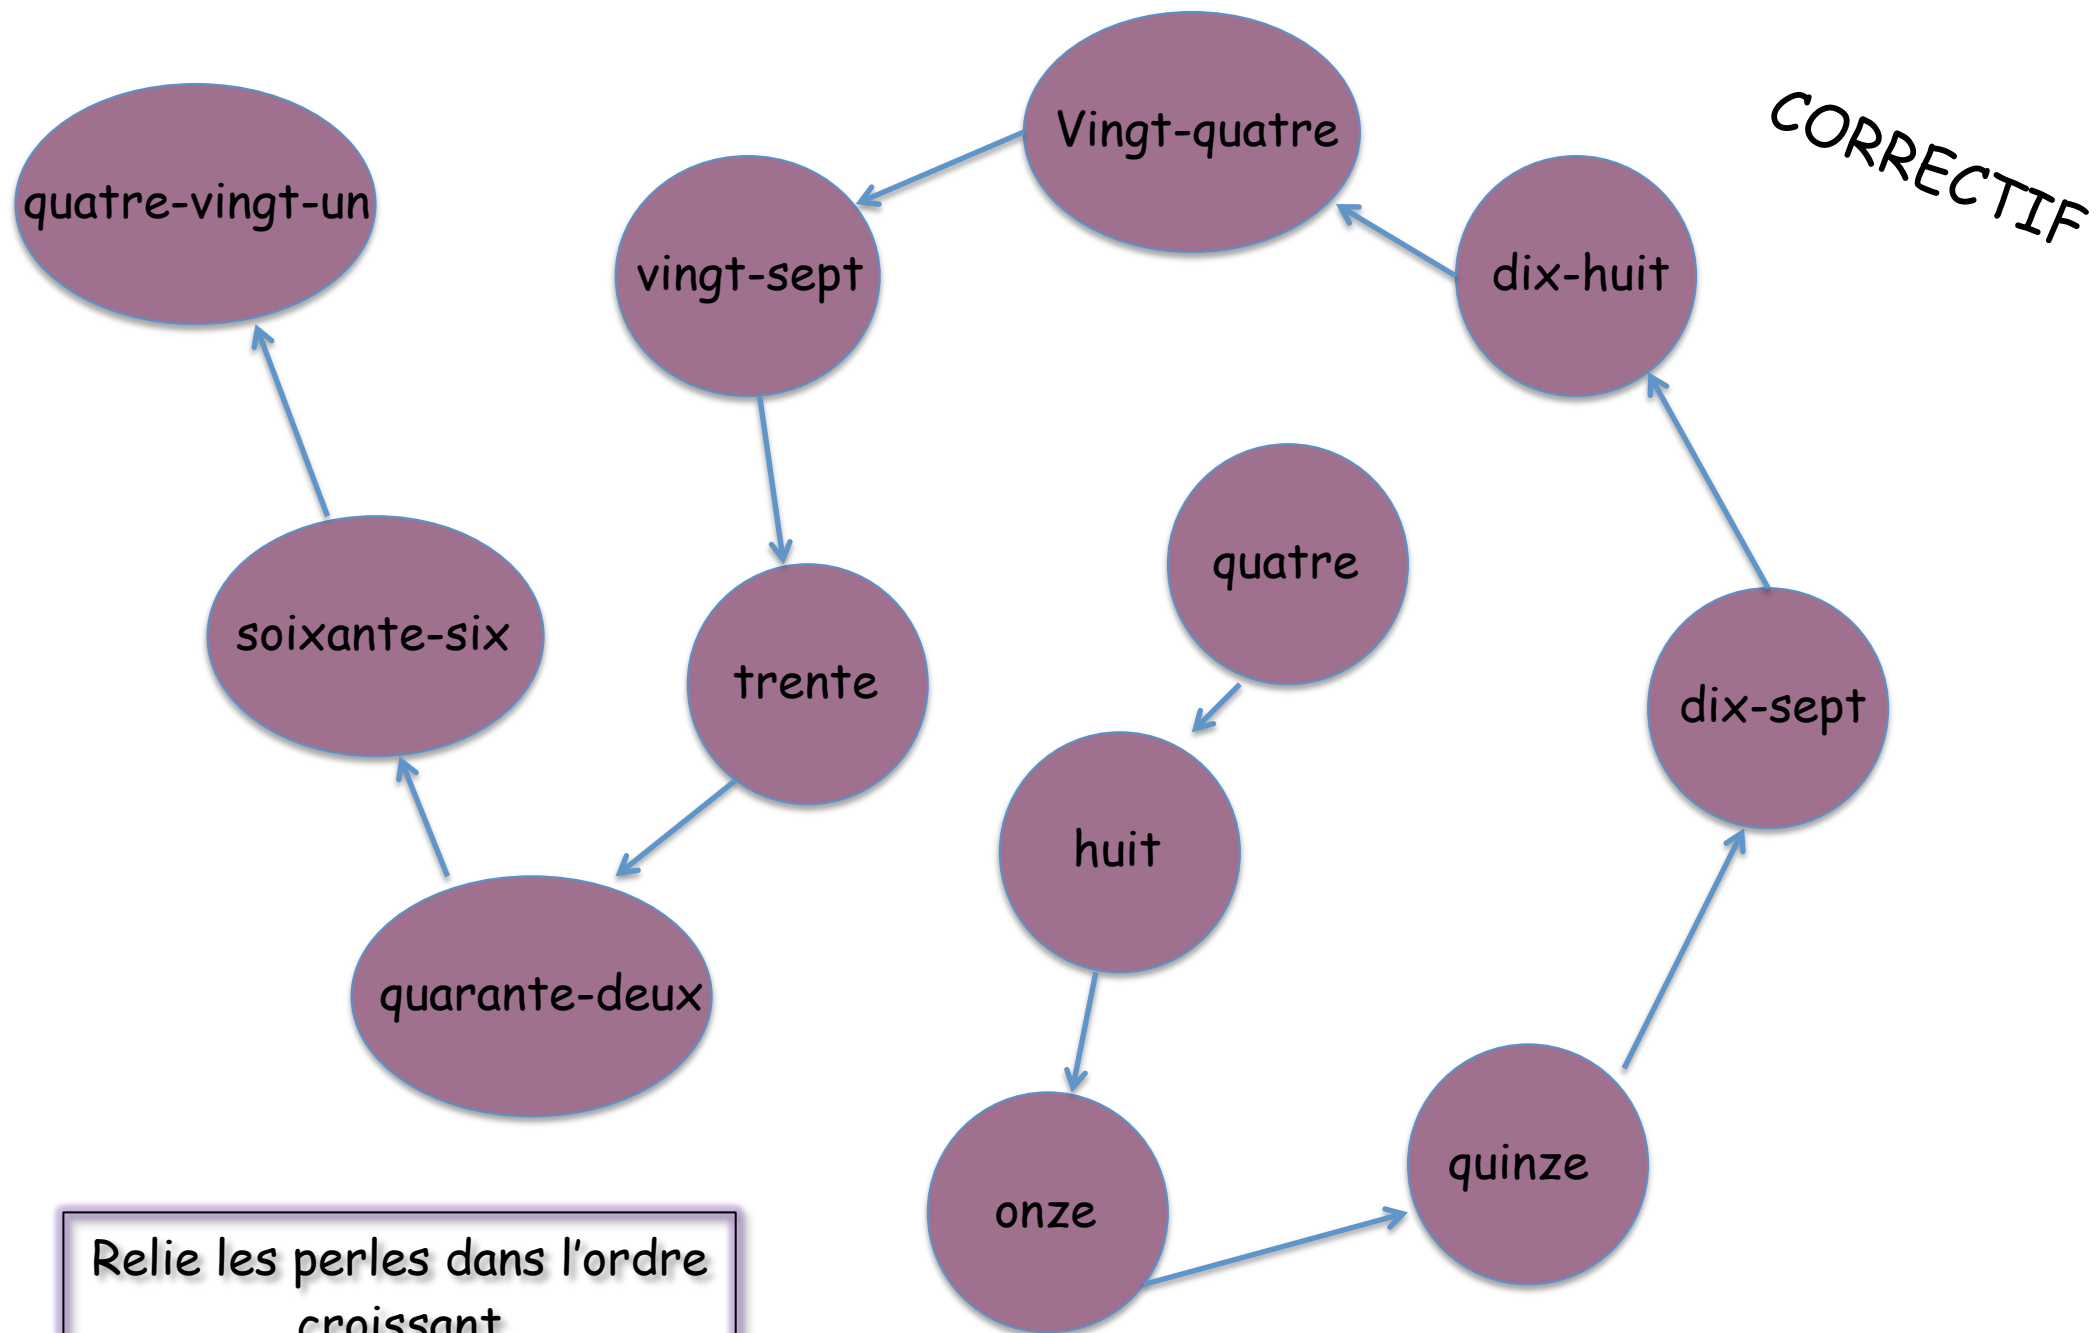 Vingt-quatre
CORRECTIF
quatre-vingt-un
vingt-sept
dix-huit
quatre
soixante-six
trente
dix-sept
huit
quarante-deux
quinze
onze
Relie les perles dans l'ordre
croissant